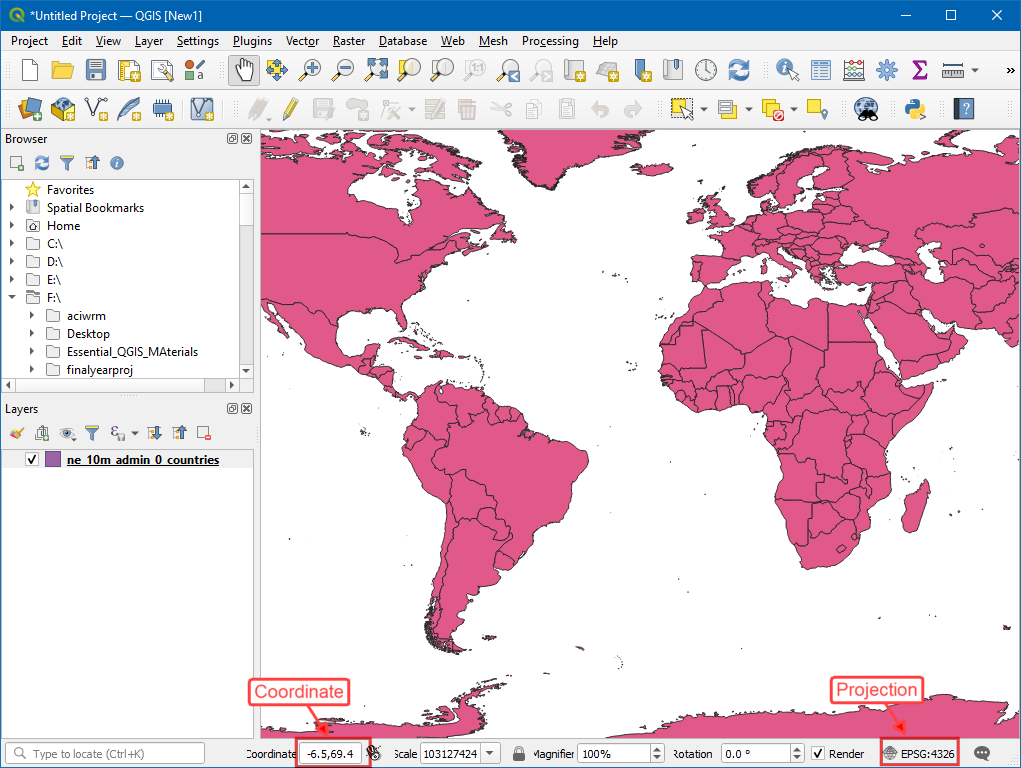 *Untitled Project — QGIS [New1]
Project Edit View Layer Settings Plugins Vector Raster Database Web Mesh Processing Help
1:1
»
Browser
Favorites
Spatial Bookmarks
Home
C:\
D:\
E:\
F:\
aciwrm
Desktop
Essential_QGIS_MAterials
finalyearproj
Layers
ne_10m_admin_0_countries
Coordinate
Projection
Type to locate (Ctrl+K)
Coordinate -6.5,69.4 Scale 103127424 Magnifier 100% Rotation 0.0 ° Render EPSG:4326